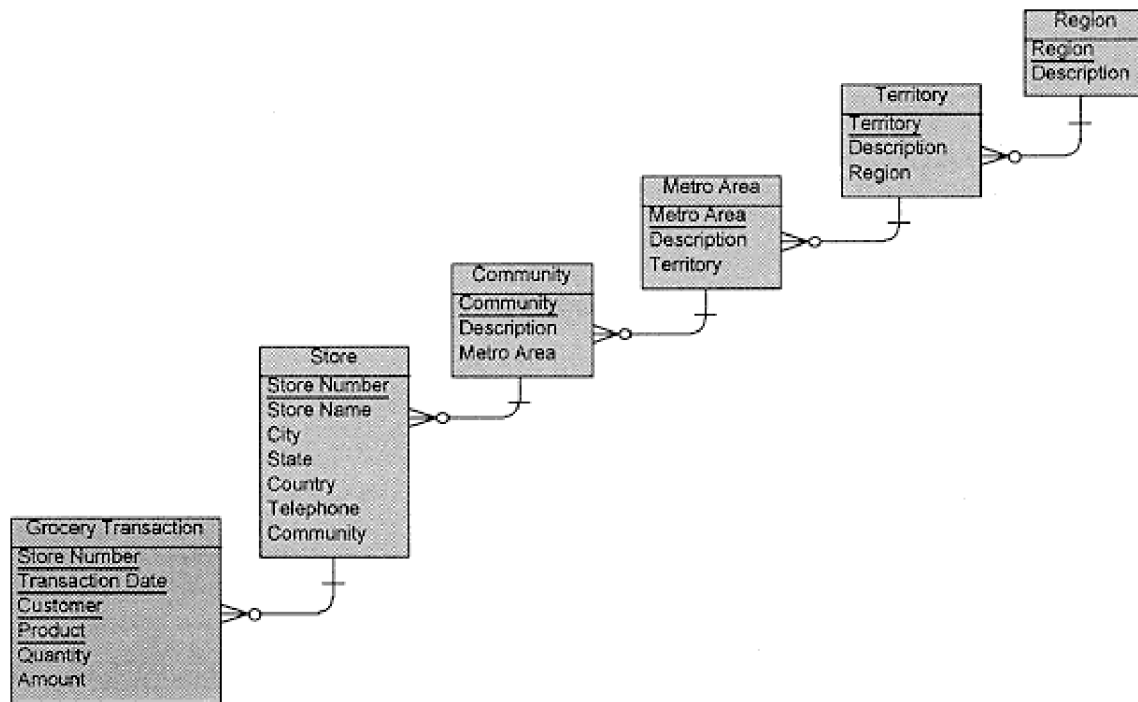 Region
Region
Description
Territory
Territory
Description
Region
Metro Area
Metro Area
Description
Territory
Community
Community
Description
Metro Area
Store
Store Number
Store Name
City
State
Country
Telephone
Community
Grocery Transaction
Store Number
Transaction Date
Customer
Product
Quantity
Amount